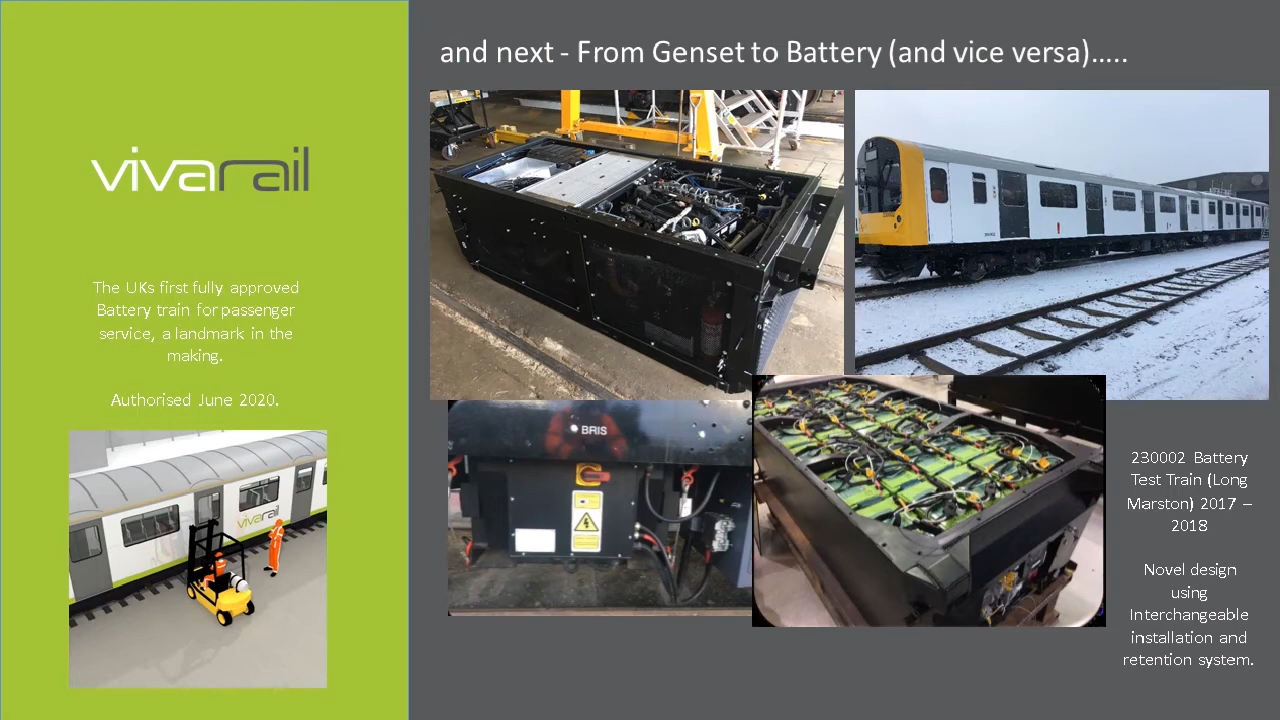 vivarail
The UKs first fully approved
Battery train for passenger
service, a landmark in the
making.
Authorised June 2020.
vivarail
and next - From Genset to Battery (and vice versa)…..
BRIS
230002 Battery
Test Train (Long
Marston) 2017 –
2018
Novel design
using
Interchangeable
installation and
retention system.